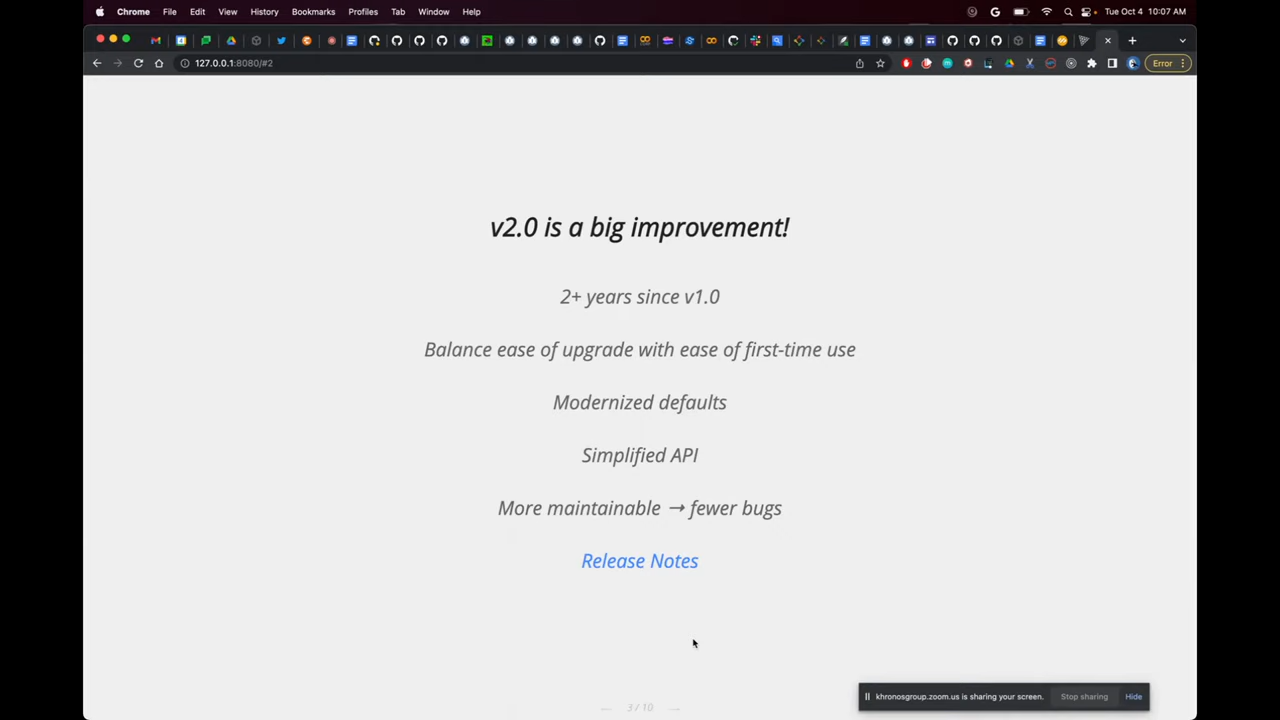 Chrome File Edit View History Bookmarks Profiles Tab Window Help Tue Oct 4 10:07 AM
127.0.0.1:8080/#2 Error
v2.0 is a big improvement!
2+ years since v1.0
Balance ease of upgrade with ease of first-time use
Modernized defaults
Simplified API
More maintainable → fewer bugs
Release Notes
khronosgroup.zoom.us is sharing your screen. Stop sharing Hide
← 3 / 10 →